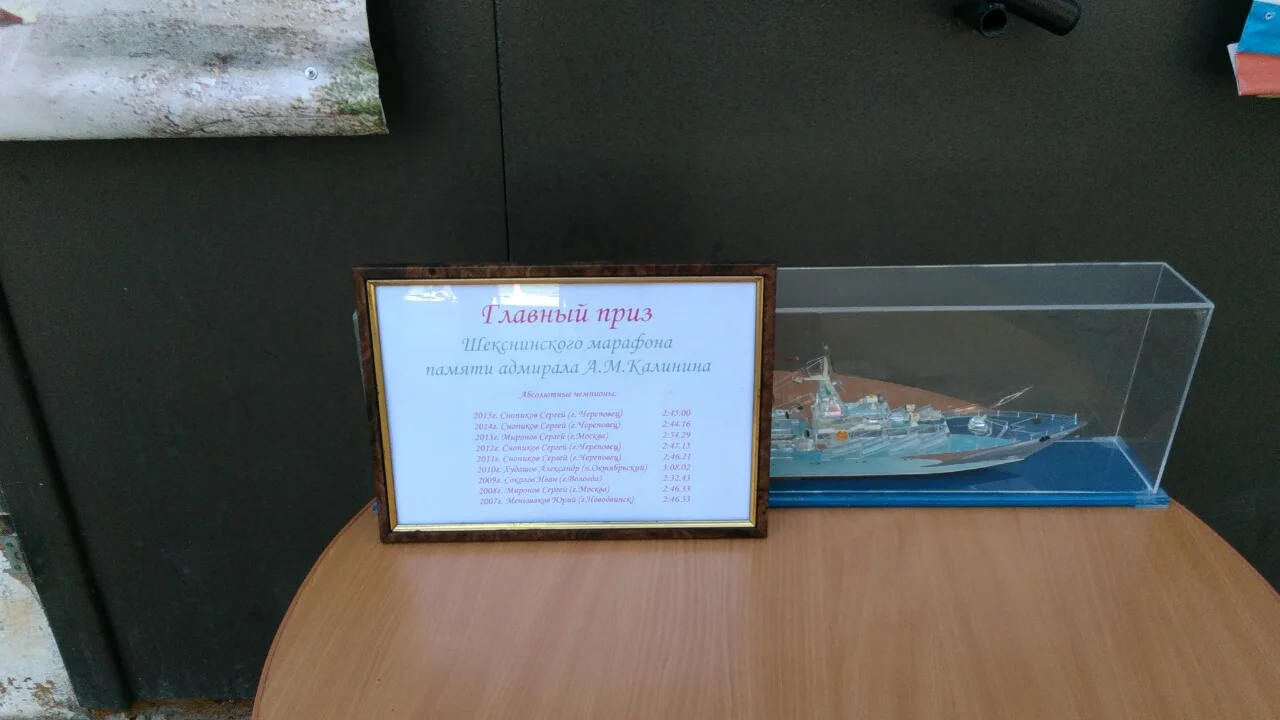 Главный приз
Шекснинского марафона
памяти адмирала А.М.Калинина
Абсолютные чемпионы:
2015г. Снопиков Сергей (г. Череповец) 2:45.00
2014г. Снопиков Сергей (г.Череповец) 2:44.16
2013г. Миронов Сергей (г.Москва) 2:54.29
2012г. Снопиков Сергей (г.Череповец) 2:47.13
2011г. Снопиков Сергей (г.Череповец) 2:46.21
2010г. Худашов Александр (п.Октябрьский) 3:08.02
2009г. Соколов Иван (г.Вологда) 2:32.43
2008г. Миронов Сергей (г.Москва) 2:46.33
2007г. Меньшаков Юрий (г.Новодвинск) 2:46.53